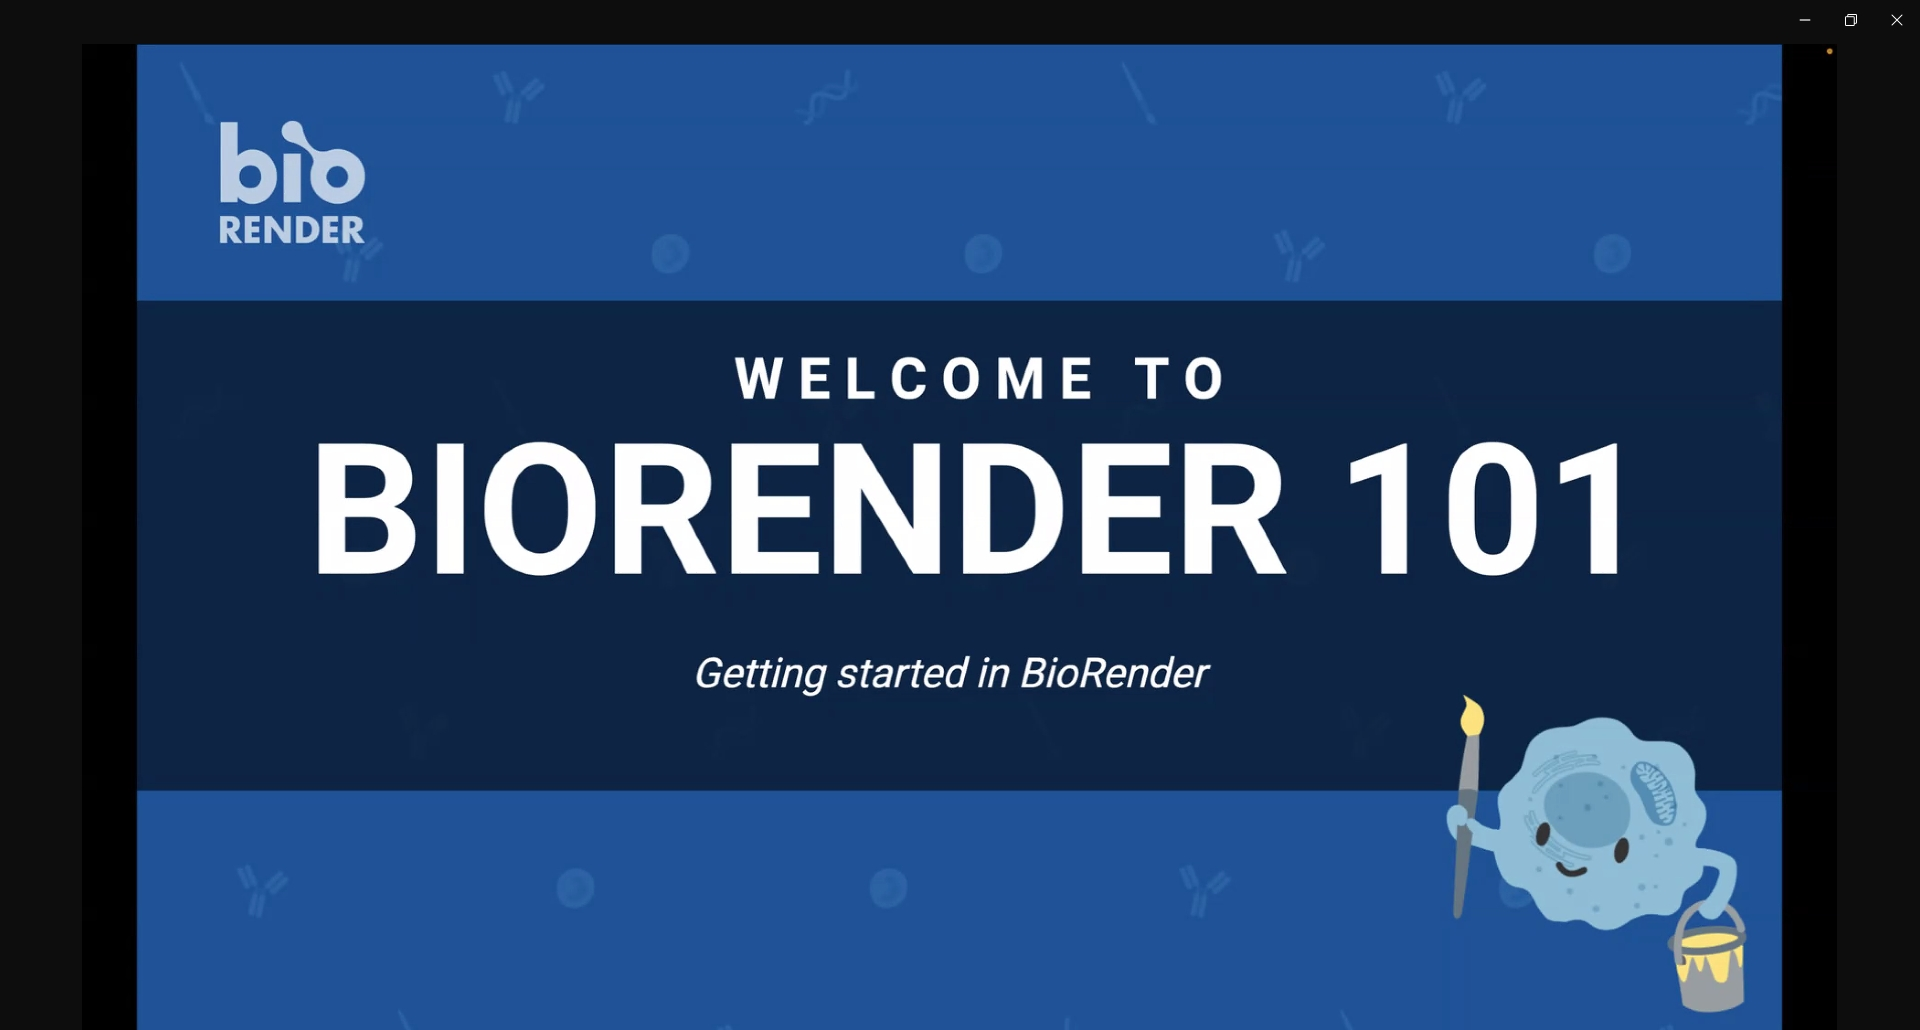 bio
RENDER
WELCOME TO
BIORENDER 101
Getting started in BioRender